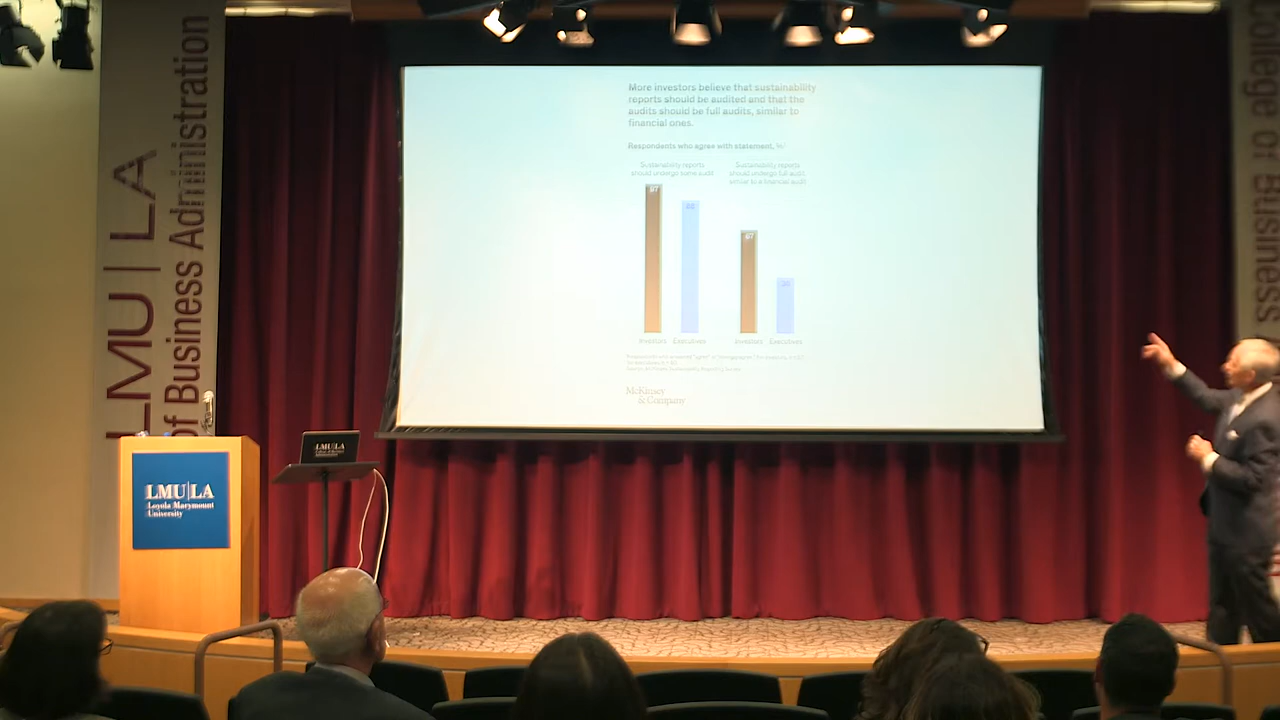 More investors believe that sustainability
reports should be audited and that the
audits should be full audits, similar to
financial ones.
Respondents who agree with statement, %
Sustainability reports
should undergo some audit
Sustainability reports
should undergo full audit,
similar to a financial audit
67
Investors
Executives
Investors
Executives
McKinsey
& Company
LMU | LA
of Business Administration
College of Business
LMU|LA
LMU|LA
Loyola Marymount
University